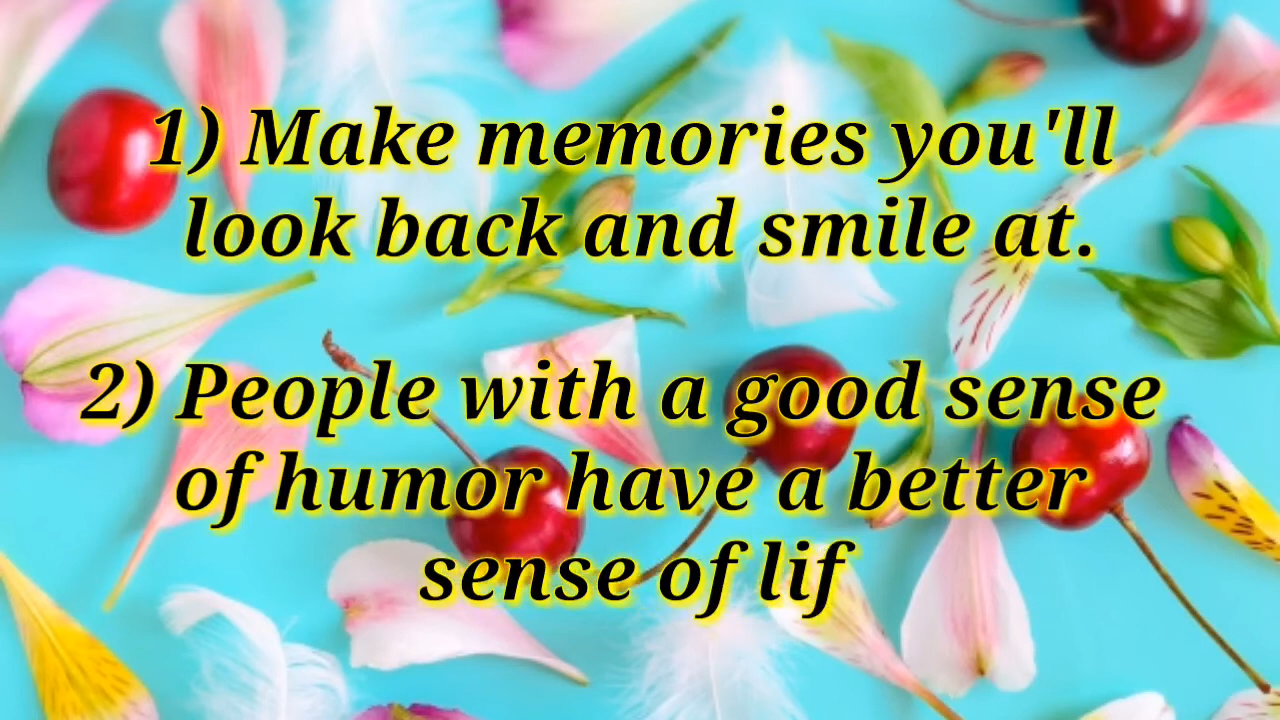 1) Make memories you'll
look back and smile at.
2) People with a good sense
of humor have a better
sense of lif